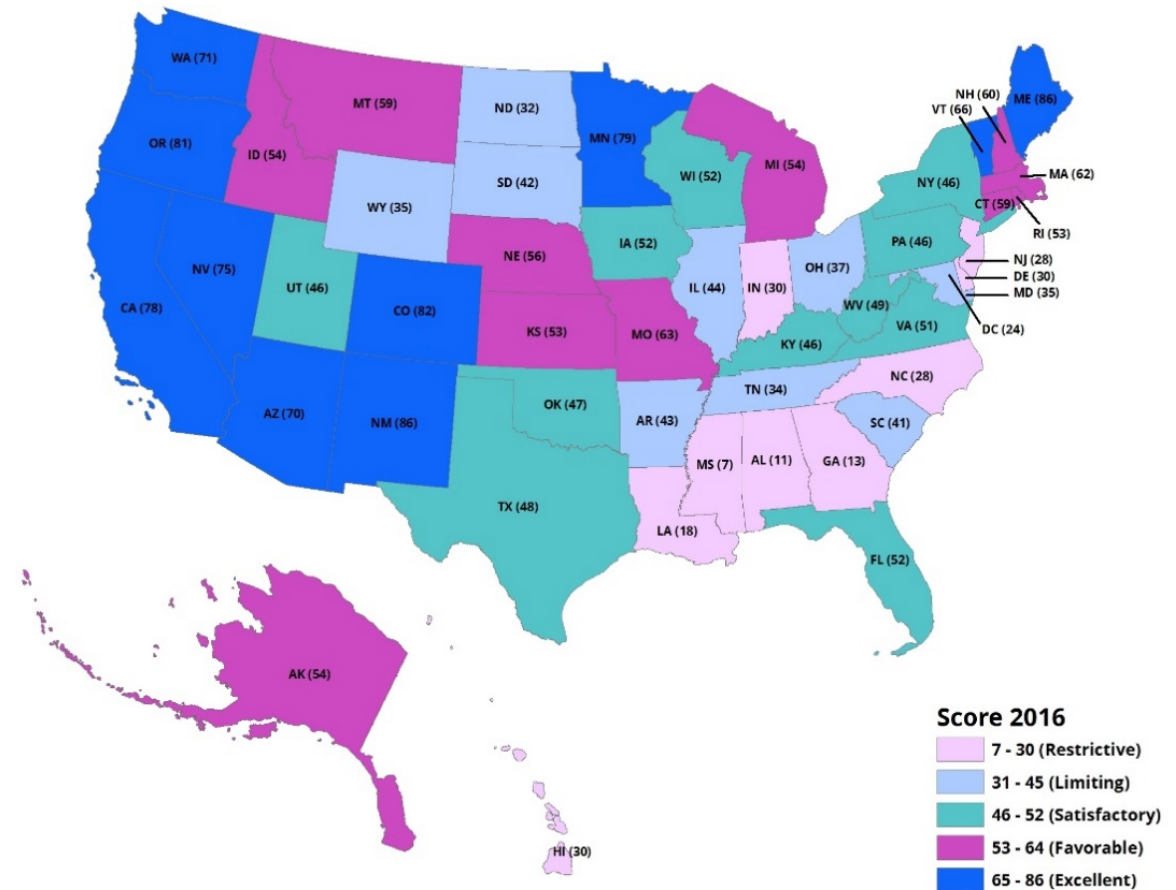 WA (71)
MT (59)
ND (32)
MN (79)
NH (60)
VT (66)
ME (86)
OR (81)
ID (54)
SD (42)
WI (52)
MI (54)
MA (62)
NY (46)
CT (59)
RI (53)
WY (35)
NE (56)
IA (52)
PA (46)
NJ (28)
DE (30)
MD (35)
DC (24)
NV (75)
UT (46)
CO (82)
IL (44)
IN (30)
OH (37)
WV (49)
VA (51)
CA (78)
KS (53)
MO (63)
KY (46)
NC (28)
AZ (70)
NM (86)
OK (47)
AR (43)
TN (34)
SC (41)
MS (7)
AL (11)
GA (13)
TX (48)
LA (18)
FL (52)
AK (54)
HI (30)
Score 2016
7 - 30 (Restrictive)
31 - 45 (Limiting)
46 - 52 (Satisfactory)
53 - 64 (Favorable)
65 - 86 (Excellent)